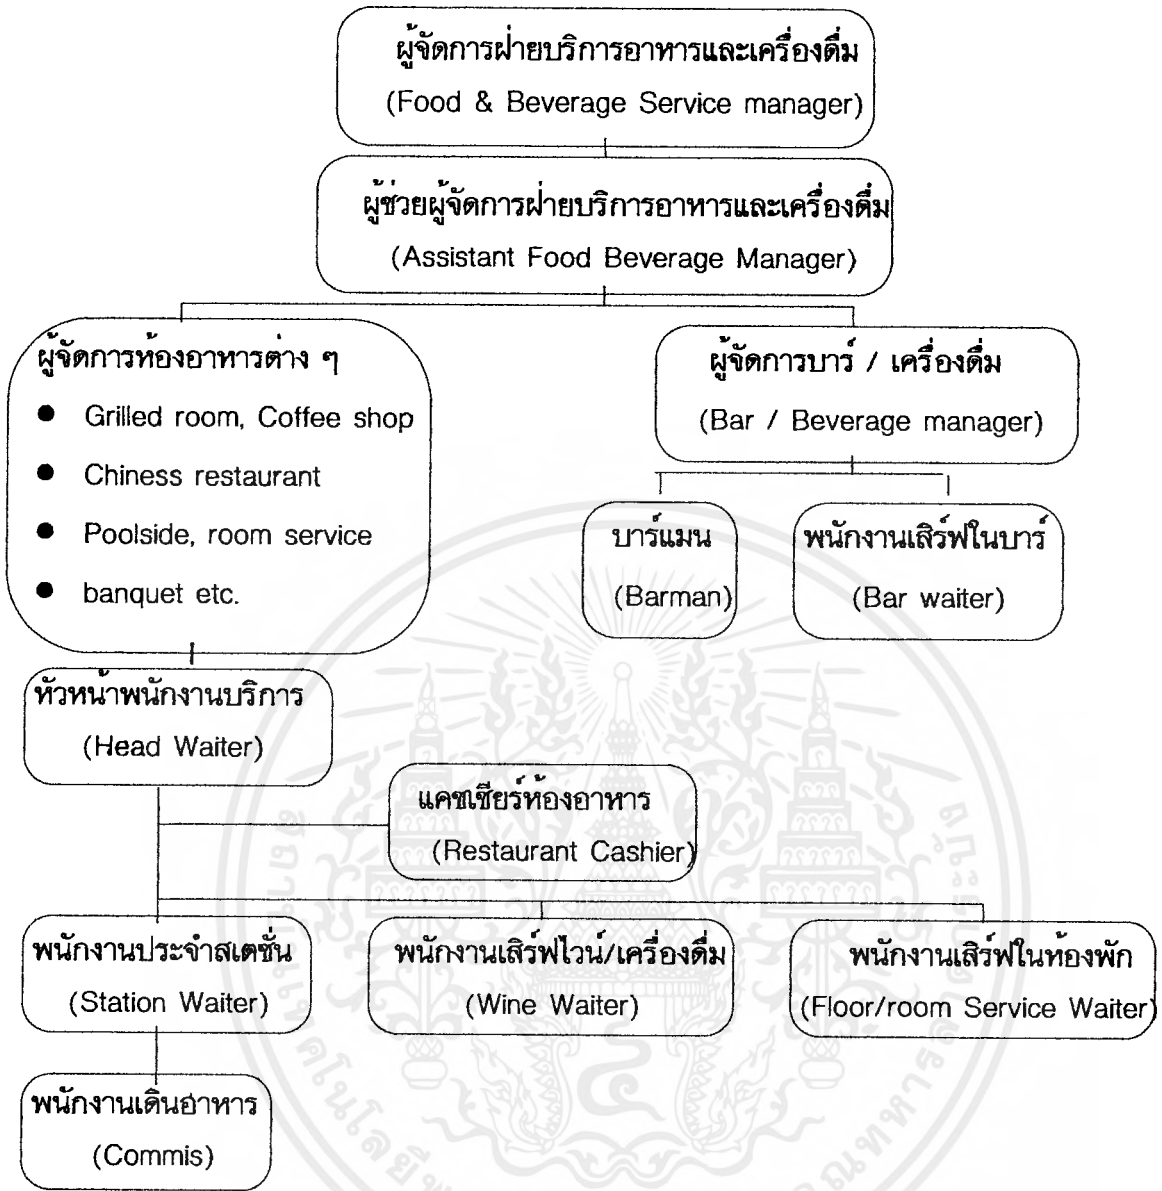 ผู้จัดการฝ่ายบริการอาหารและเครื่องดื่ม
(Food & Beverage Service manager)
ผู้ช่วยผู้จัดการฝ่ายบริการอาหารและเครื่องดื่ม
(Assistant Food Beverage Manager)
ผู้จัดการห้องอาหารต่าง ๆ
● Grilled room, Coffee shop
● Chiness restaurant
● Poolside, room service
● banquet etc.
ผู้จัดการบาร์ / เครื่องดื่ม
(Bar / Beverage manager)
บาร์แมน
(Barman)
พนักงานเสิร์ฟในบาร์
(Bar waiter)
หัวหน้าพนักงานบริการ
(Head Waiter)
แคชเชียร์ห้องอาหาร
(Restaurant Cashier)
พนักงานประจำสเตชั่น
(Station Waiter)
พนักงานเสิร์ฟไวน์/เครื่องดื่ม
(Wine Waiter)
พนักงานเสิร์ฟในห้องพัก
(Floor/room Service Waiter)
พนักงานเดินอาหาร
(Commis)